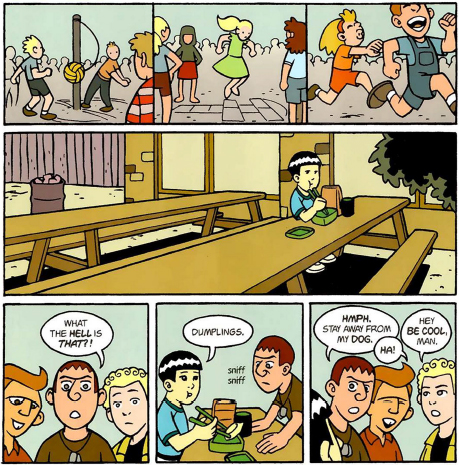 WHAT
THE HELL IS
THAT?!
DUMPLINGS.
sniff
sniff
HMPH.
STAY AWAY FROM
MY DOG.
HA!
HEY
BE COOL,
MAN.